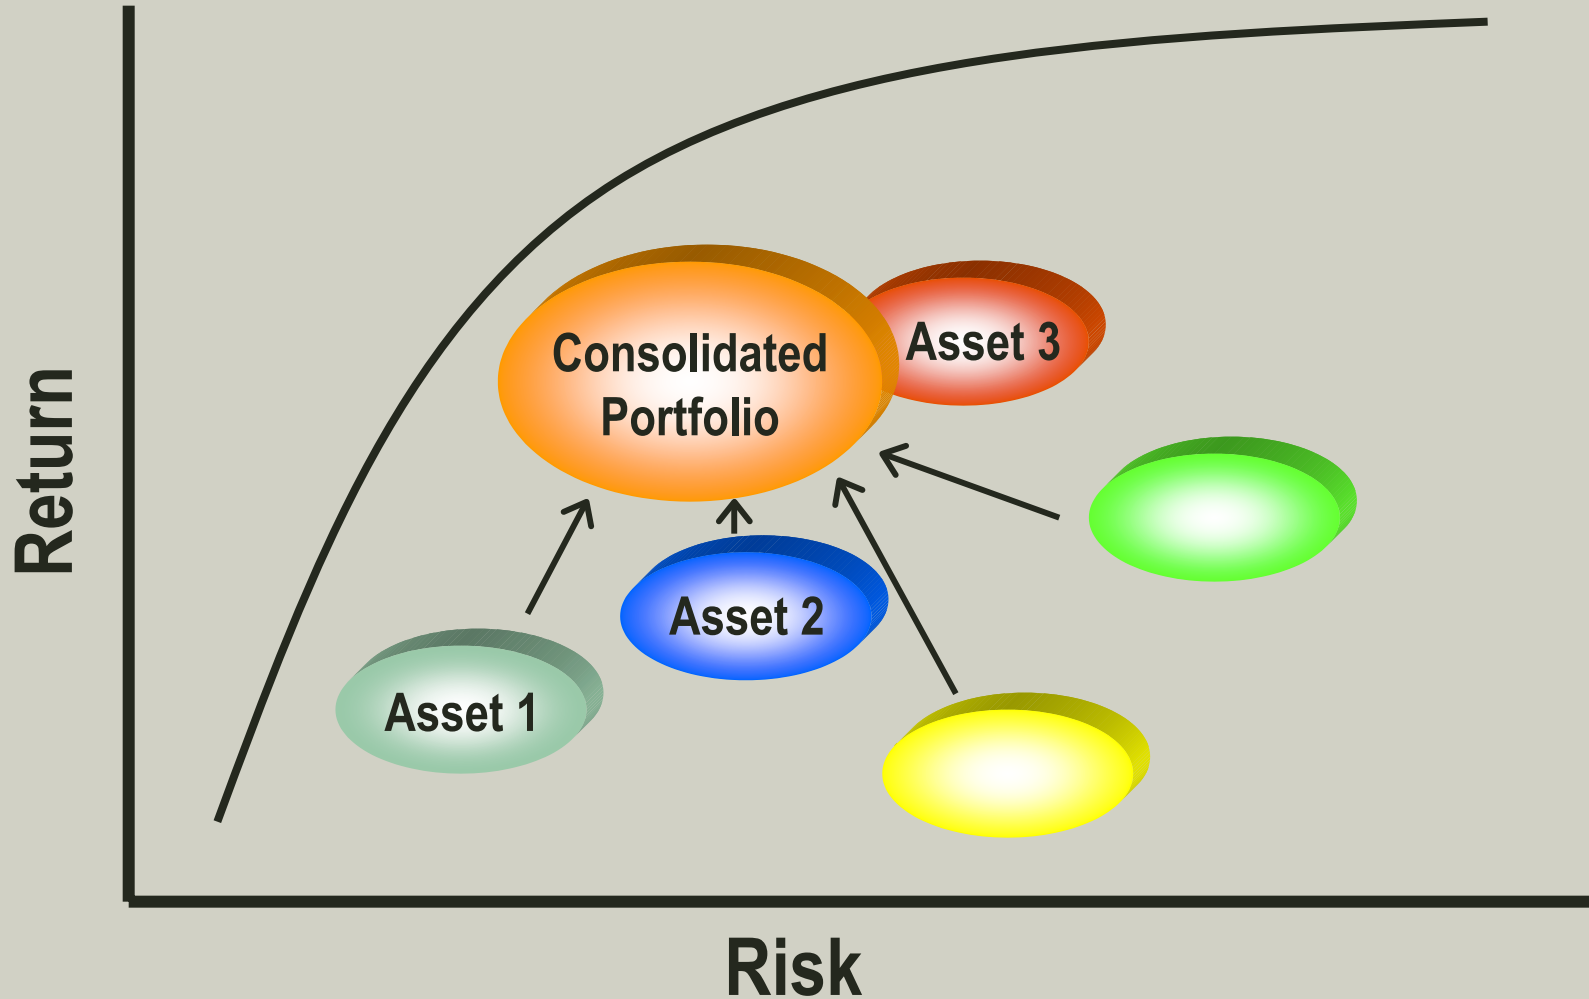 Return
Consolidated
Portfolio
Asset 3
Asset 2
Asset 1
Risk